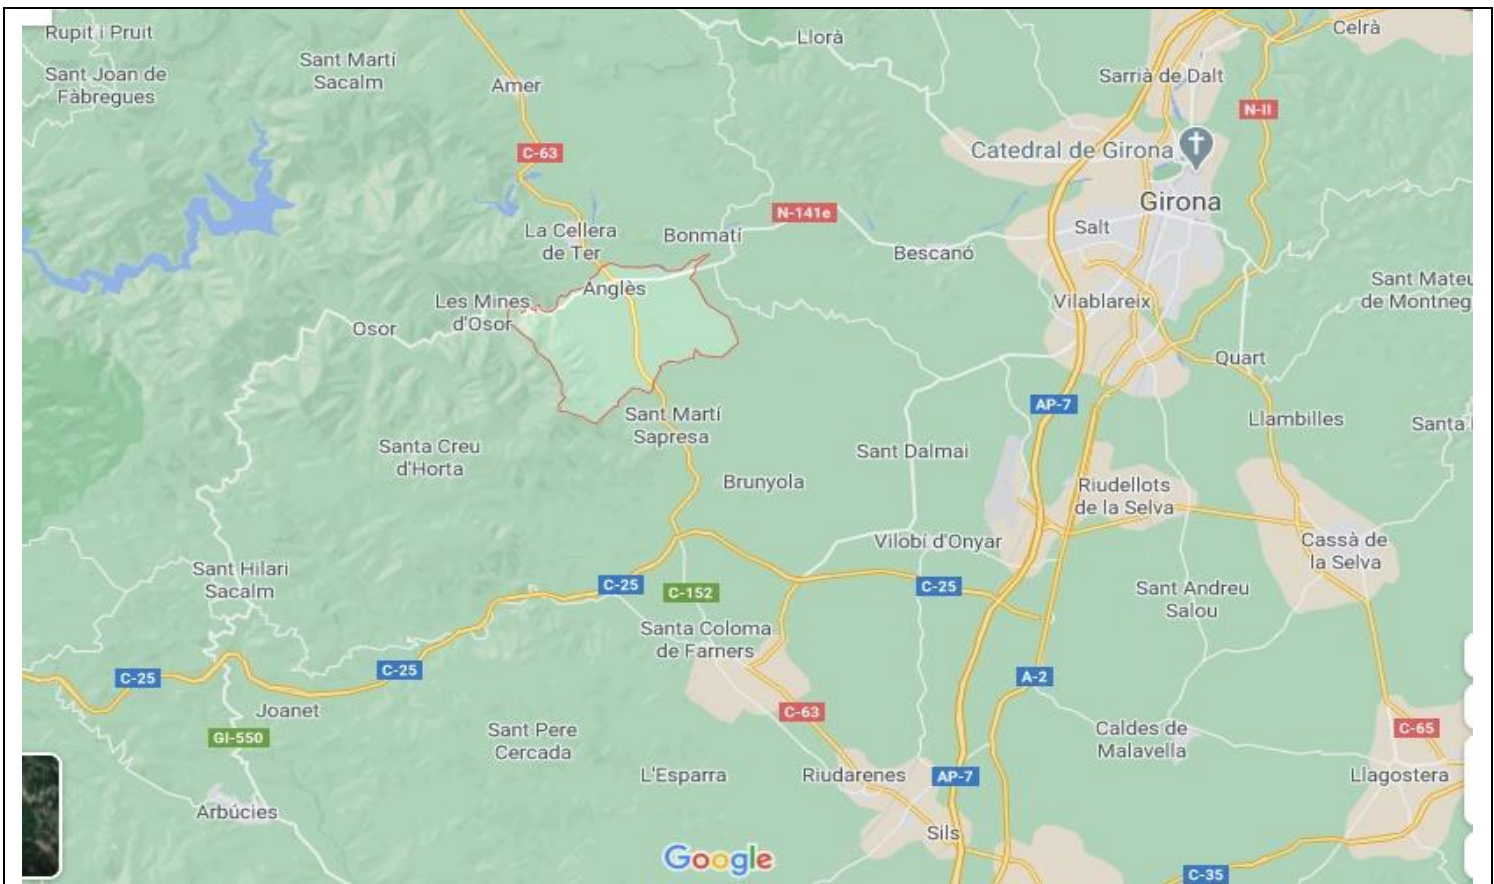 Rupit i Pruit
Llorà
Celrà
Sant Martí
Sacalm
Sant Joan de
Fàbregues
Amer
Sarrià de Dalt
N-II
C-63
Catedral de Girona
Girona
N-141e
La Cellera
de Ter
Bonmatí
Salt
Bescanó
Anglès
Les Mines
d'Osor
Osor
Vilablareix
Sant Mateu
de Montneg
Quart
AP-7
Sant Martí
Sapresa
Llambilles
Santa
Santa Creu
d'Horta
Sant Dalmai
Brunyola
Riudellots
de la Selva
Vilobí d'Onyar
Cassà de
la Selva
Sant Hilari
Sacalm
C-25
C-152
C-25
Sant Andreu
Salou
Santa Coloma
de Farners
C-25
C-25
A-2
Joanet
C-63
GI-550
Sant Pere
Cercada
Caldes de
Malavella
C-65
L'Esparra
Riudarenes
AP-7
Llagostera
Arbúcies
Sils
Google
C-35